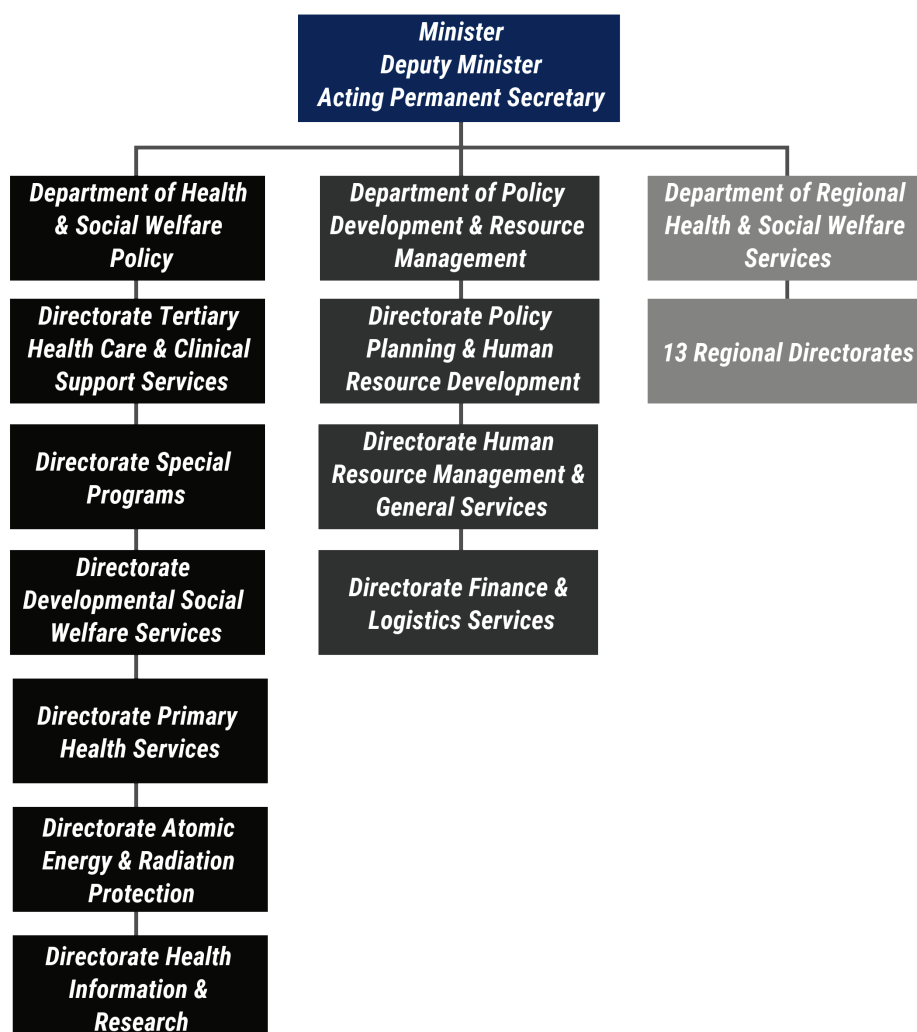 Minister
Deputy Minister
Acting Permanent Secretary
Department of Health
& Social Welfare
Policy
Directorate Tertiary
Health Care & Clinical
Support Services
Directorate Special
Programs
Directorate
Developmental Social
Welfare Services
Directorate Primary
Health Services
Directorate Atomic
Energy & Radiation
Protection
Directorate Health
Information &
Research
Department of Policy
Development & Resource
Management
Directorate Policy
Planning & Human
Resource Development
Directorate Human
Resource Management &
General Services
Directorate Finance &
Logistics Services
Department of Regional
Health & Social Welfare
Services
13 Regional Directorates